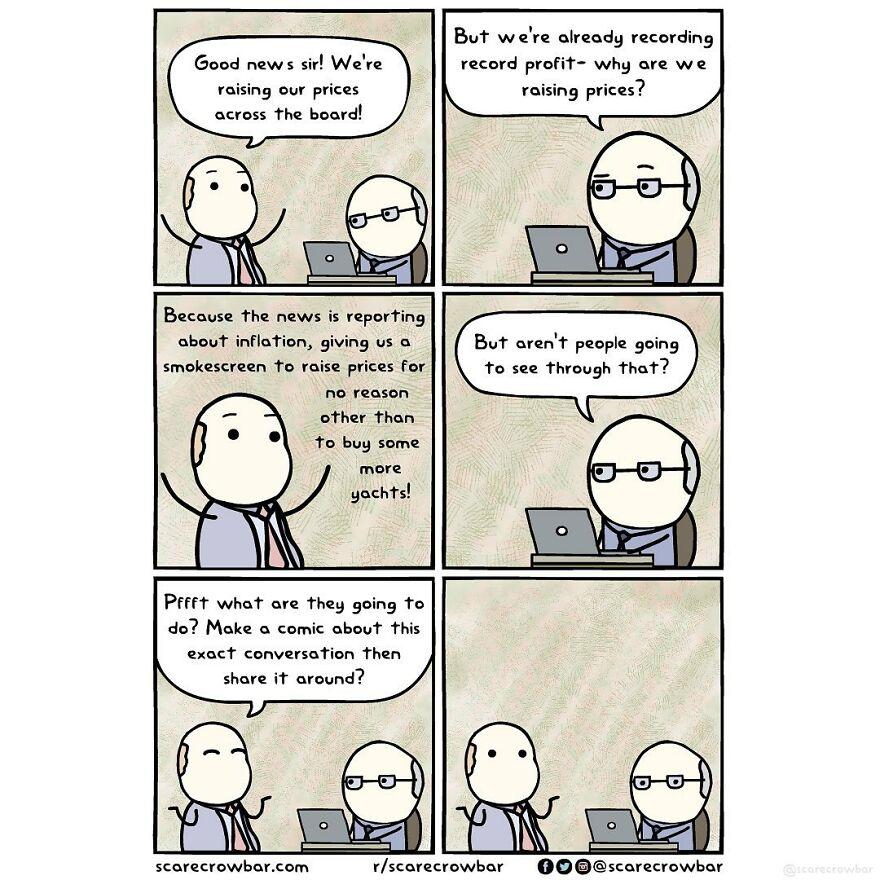 Good news sir! We're
raising our prices
across the board!
But we're already recording
record profit- why are we
raising prices?
Because the news is reporting
about inflation, giving us a
smokescreen to raise prices for
no reason
other than
to buy some
more
yachts!
But aren't people going
to see through that?
Pffft what are they going to
do? Make a comic about this
exact conversation then
share it around?
scarecrowbar.com r/scarecrowbar @scarecrowbar
@scarecrowbar